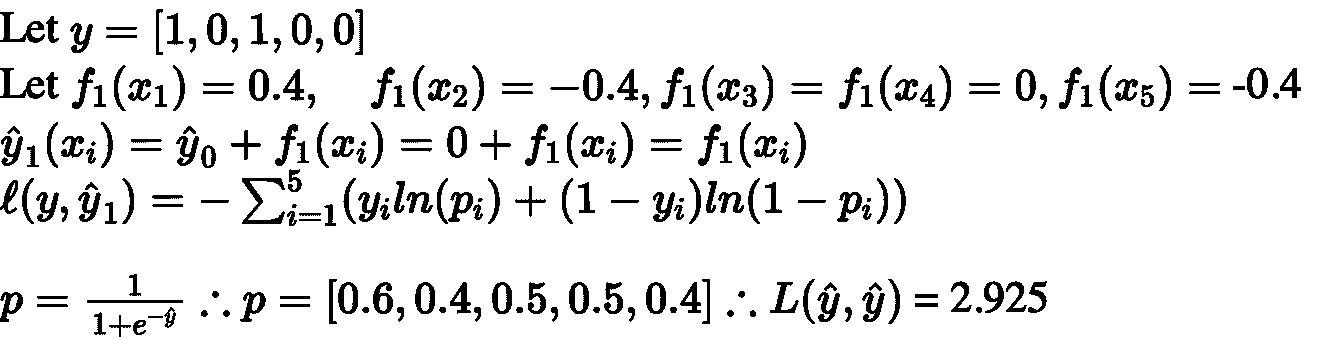 Let y = [1, 0, 1, 0, 0]
Let f₁(x₁) = 0.4, f₁(x₂) = −0.4, f₁(x₃) = f₁(x₄) = 0, f₁(x₅) = -0.4
ŷ₁(xᵢ) = ŷ₀ + f₁(xᵢ) = 0 + f₁(xᵢ) = f₁(xᵢ)
ℓ(y, ŷ₁) = − ∑⁵ᵢ₌₁(yᵢln(pᵢ) + (1 − yᵢ)ln(1 − pᵢ))
p = 1/(1+e^(−ŷ)) ∴ p = [0.6, 0.4, 0.5, 0.5, 0.4] ∴ L(ŷ, ŷ) = 2.925